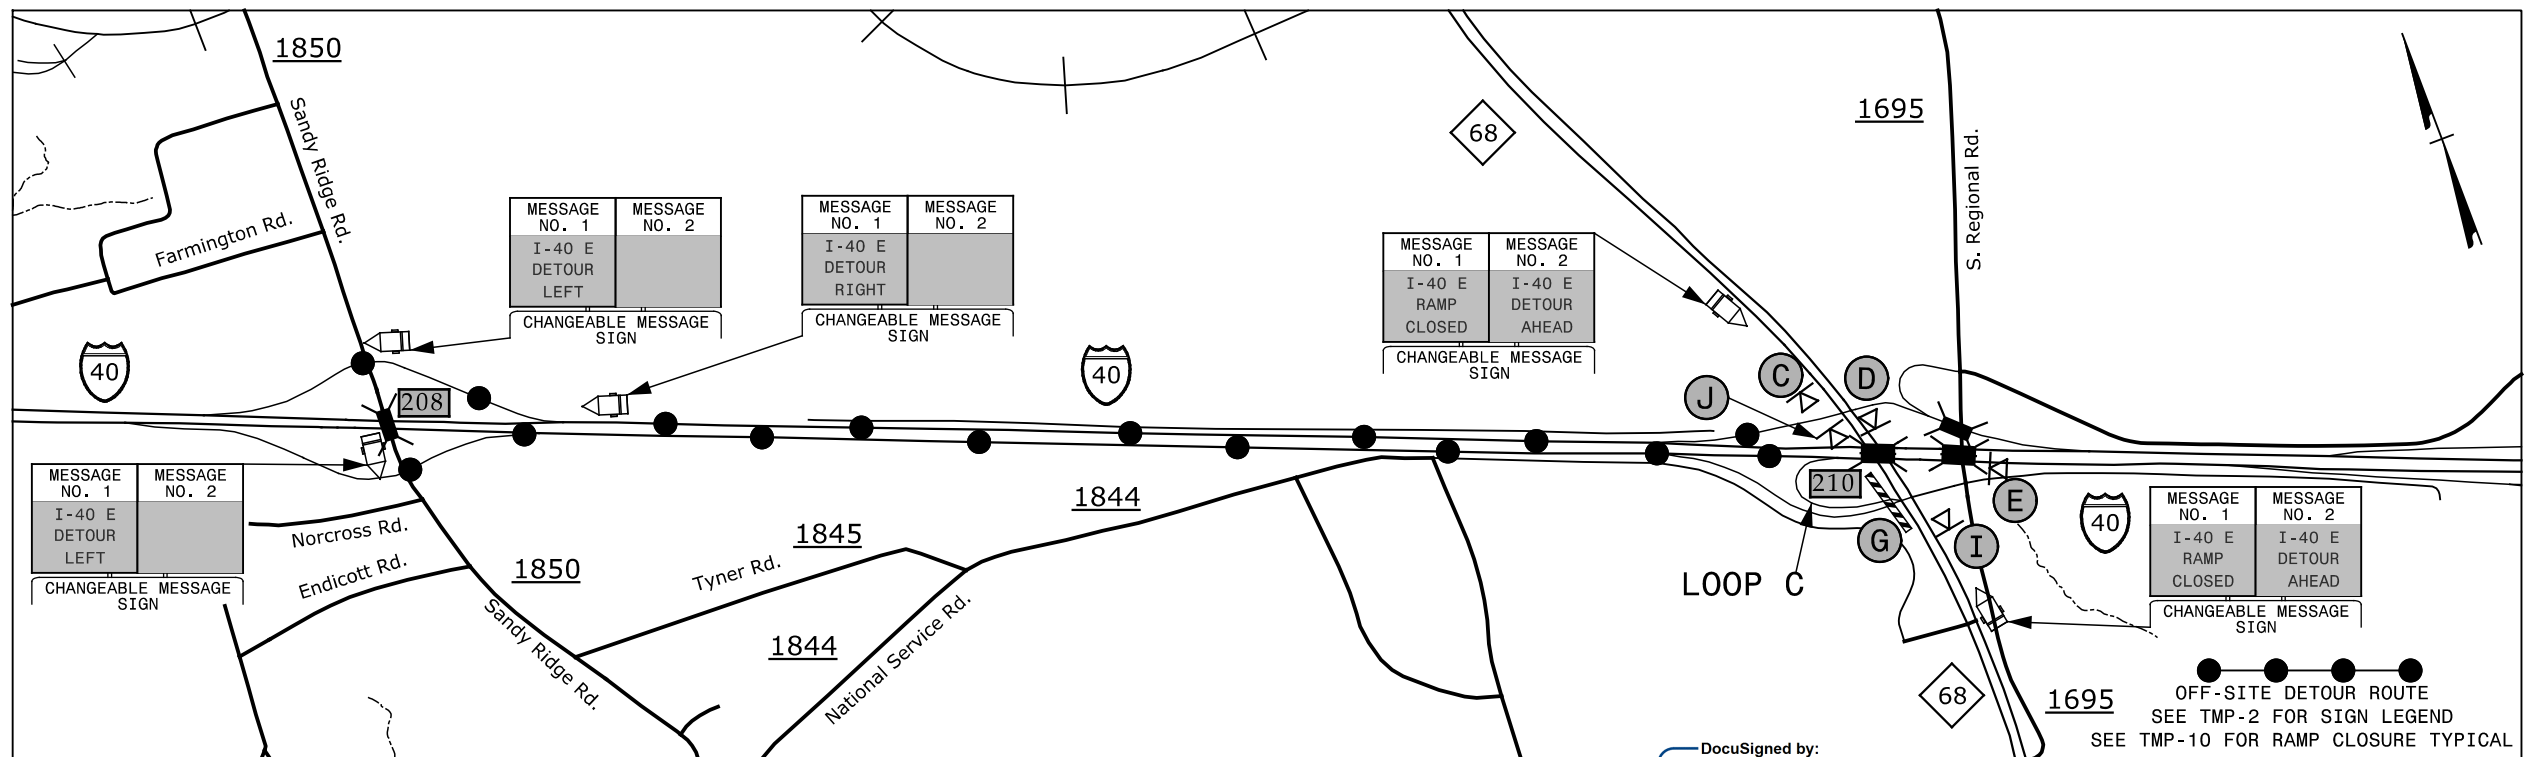 1850
Sandy Ridge Rd.
Farmington Rd.
40
MESSAGE NO. 1
MESSAGE NO. 2
I-40 E
DETOUR
LEFT
CHANGEABLE MESSAGE
SIGN
MESSAGE NO. 1
MESSAGE NO. 2
I-40 E
DETOUR
RIGHT
CHANGEABLE MESSAGE
SIGN
40
68
1695
S. Regional Rd.
MESSAGE NO. 1
MESSAGE NO. 2
I-40 E
RAMP
CLOSED
I-40 E
DETOUR
AHEAD
CHANGEABLE MESSAGE
SIGN
C
D
J
208
210
E
G
I
LOOP C
40
MESSAGE NO. 1
MESSAGE NO. 2
I-40 E
DETOUR
LEFT
CHANGEABLE MESSAGE
SIGN
Norcross Rd.
Endicott Rd.
1850
Sandy Ridge Rd.
1845
Tyner Rd.
1844
1844
National Service Rd.
MESSAGE NO. 1
MESSAGE NO. 2
I-40 E
RAMP
CLOSED
I-40 E
DETOUR
AHEAD
CHANGEABLE MESSAGE
SIGN
68
1695
OFF-SITE DETOUR ROUTE
SEE TMP-2 FOR SIGN LEGEND
SEE TMP-10 FOR RAMP CLOSURE TYPICAL
DocuSigned by: